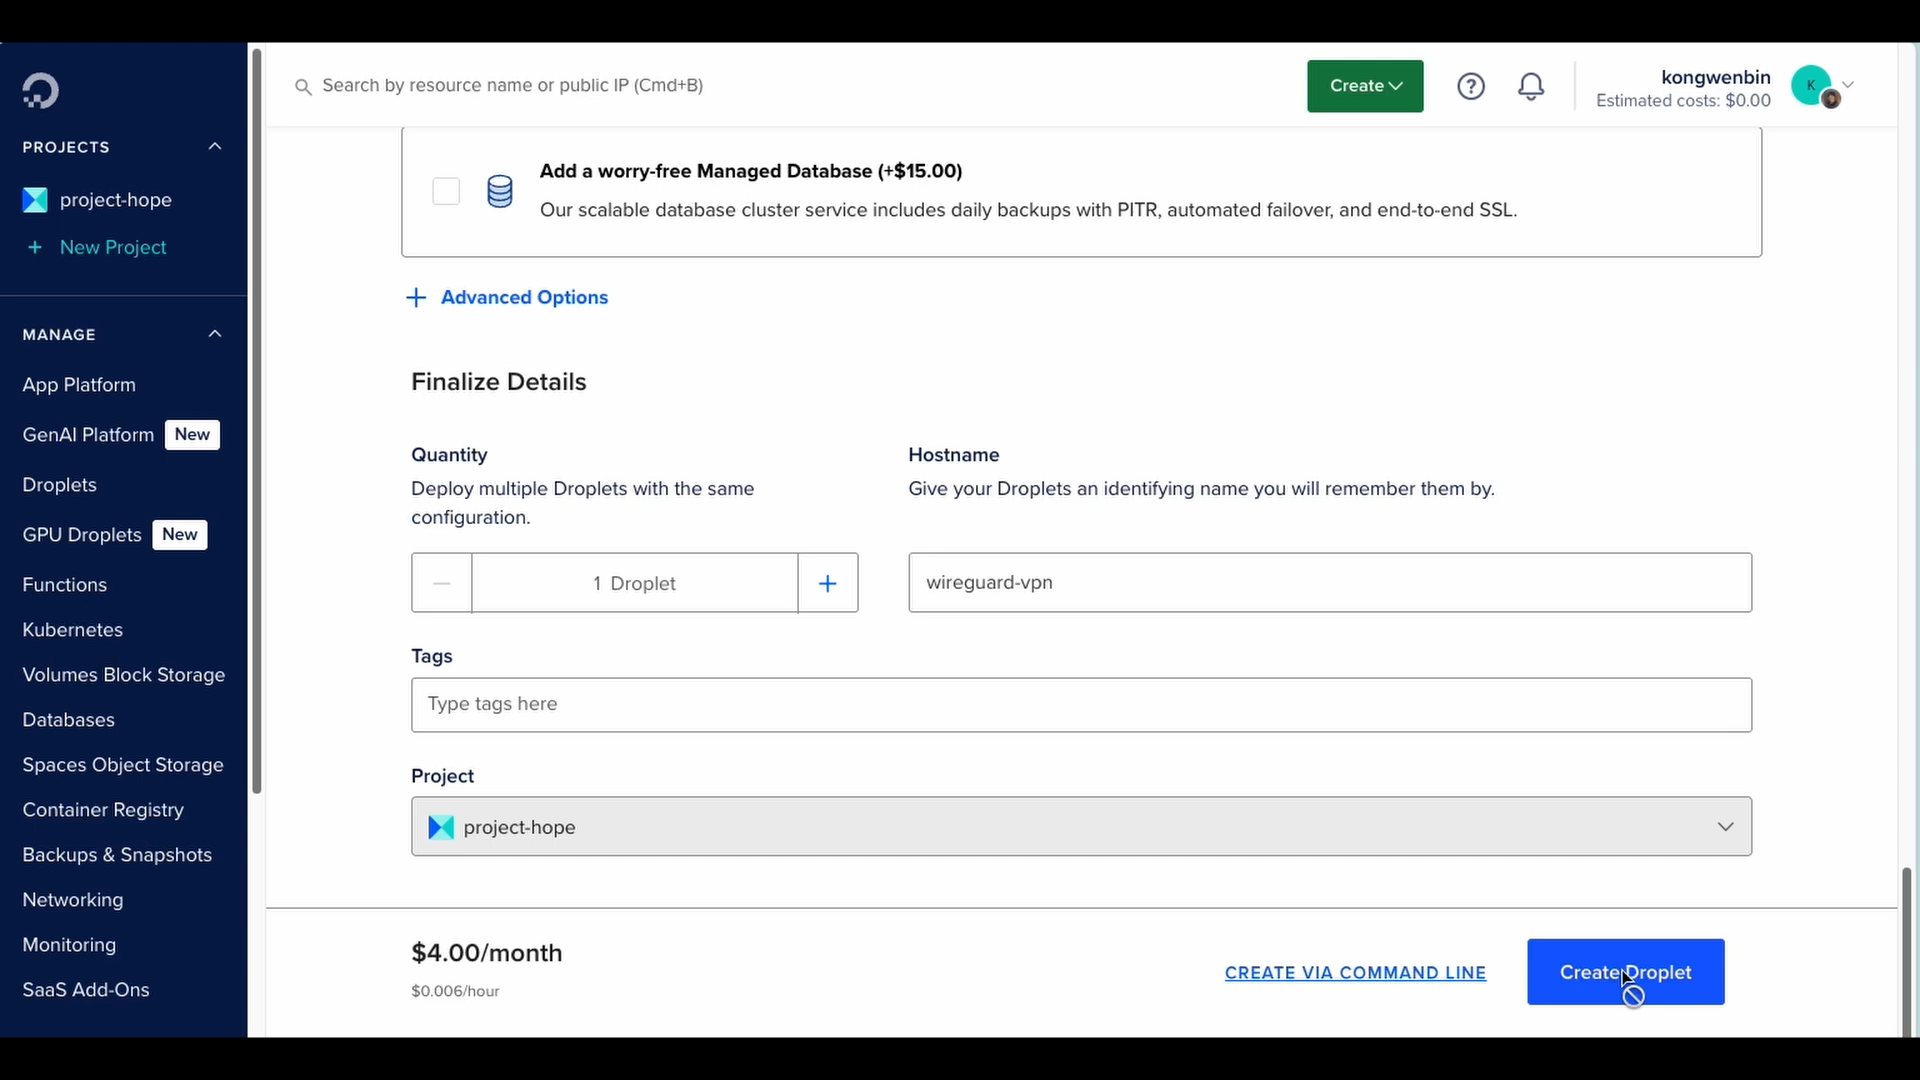 PROJECTS
project-hope
+ New Project
MANAGE
App Platform
GenAI Platform New
Droplets
GPU Droplets New
Functions
Kubernetes
Volumes Block Storage
Databases
Spaces Object Storage
Container Registry
Backups & Snapshots
Networking
Monitoring
SaaS Add-Ons
Search by resource name or public IP (Cmd+B)
Create
?
kongwenbin
Estimated costs: $0.00
K
Add a worry-free Managed Database (+$15.00)
Our scalable database cluster service includes daily backups with PITR, automated failover, and end-to-end SSL.
+ Advanced Options
Finalize Details
Quantity
Deploy multiple Droplets with the same
configuration.
1 Droplet
Hostname
Give your Droplets an identifying name you will remember them by.
wireguard-vpn
Tags
Type tags here
Project
project-hope
$4.00/month
$0.006/hour
CREATE VIA COMMAND LINE
Create Droplet